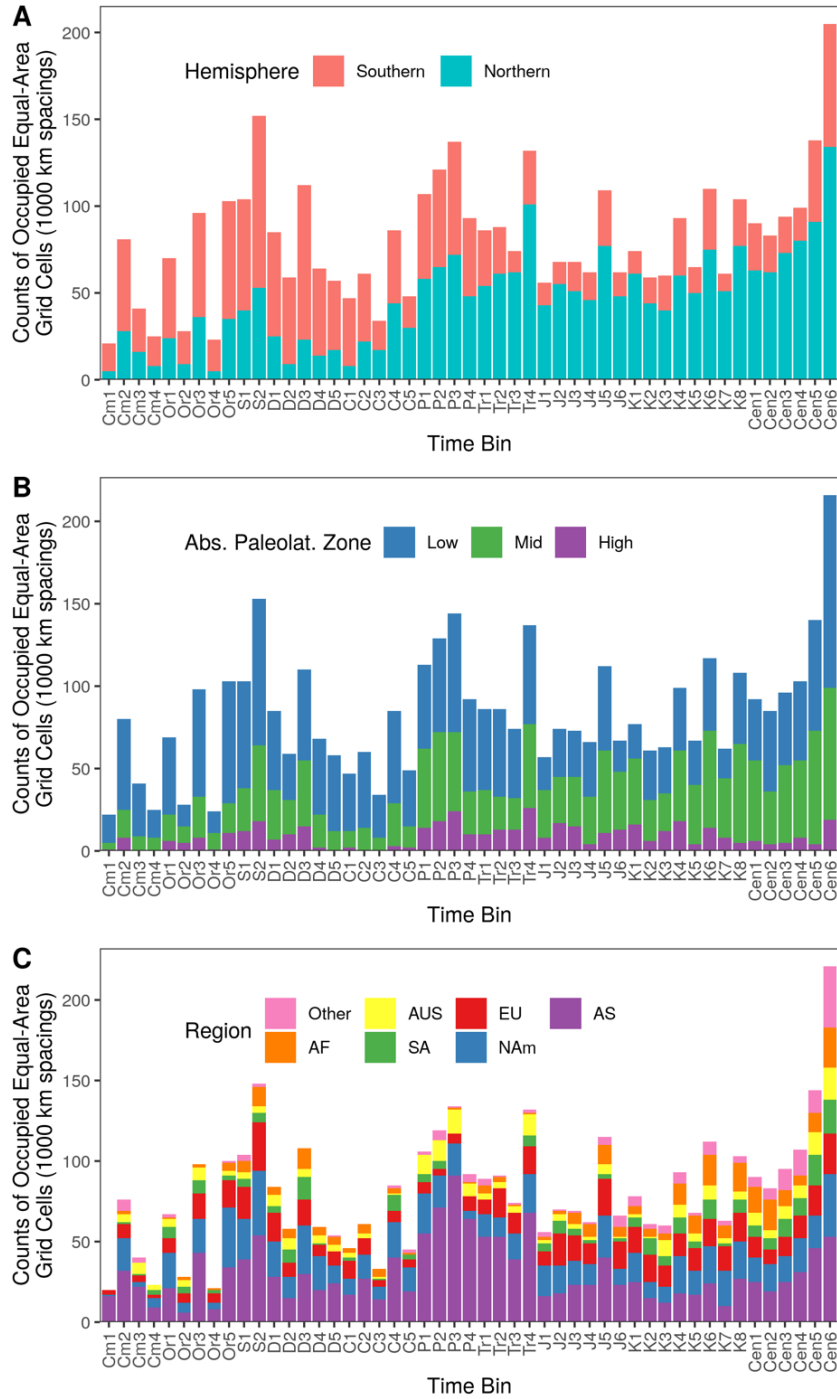 A
Counts of Occupied Equal-Area
Grid Cells (1000 km spacings)
200
150
100
50
0
Hemisphere Southern Northern
Cm1 Cm2 Cm3 Cm4 Or1 Or2 Or3 Or4 Or5 S1 S2 D1 D2 D3 D4 D5 C1 C2 C3 C4 C5 P1 P2 P3 P4 Tr1 Tr2 Tr3 Tr4 J1 J2 J3 J4 J5 J6 K1 K2 K3 K4 K5 K6 K7 K8 Cen1 Cen2 Cen3 Cen4 Cen5 Cen6
Time Bin
B
Counts of Occupied Equal-Area
Grid Cells (1000 km spacings)
200
150
100
50
0
Abs. Paleolat. Zone Low Mid High
Cm1 Cm2 Cm3 Cm4 Or1 Or2 Or3 Or4 Or5 S1 S2 D1 D2 D3 D4 D5 C1 C2 C3 C4 C5 P1 P2 P3 P4 Tr1 Tr2 Tr3 Tr4 J1 J2 J3 J4 J5 J6 K1 K2 K3 K4 K5 K6 K7 K8 Cen1 Cen2 Cen3 Cen4 Cen5 Cen6
Time Bin
C
Counts of Occupied Equal-Area
Grid Cells (1000 km spacings)
200
150
100
50
0
Region
Other AUS EU AS
AF SA NAm
Cm1 Cm2 Cm3 Cm4 Or1 Or2 Or3 Or4 Or5 S1 S2 D1 D2 D3 D4 D5 C1 C2 C3 C4 C5 P1 P2 P3 P4 Tr1 Tr2 Tr3 Tr4 J1 J2 J3 J4 J5 J6 K1 K2 K3 K4 K5 K6 K7 K8 Cen1 Cen2 Cen3 Cen4 Cen5 Cen6
Time Bin